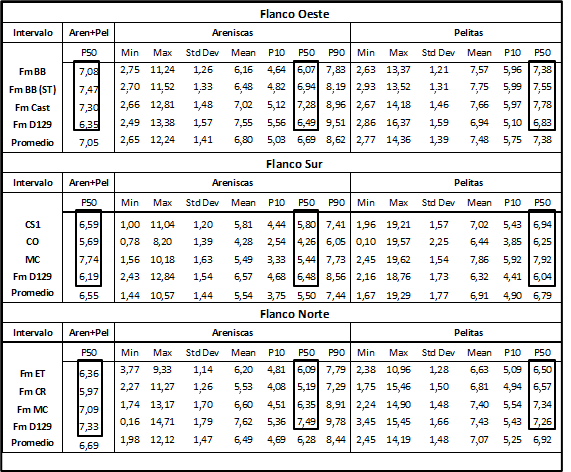 Flanco Oeste
Intervalo Aren+Pel Areniscas Pelitas
P50 Min Max Std Dev Mean P10 P50 P90 Min Max Std Dev Mean P10 P50
Fm BB 7,08 2,75 11,24 1,26 6,16 4,64 6,07 7,83 2,63 13,37 1,21 7,57 5,96 7,38
Fm BB (ST) 7,47 2,70 11,52 1,33 6,48 4,82 6,94 8,19 2,93 13,52 1,31 7,75 5,99 7,55
Fm Cast 7,30 2,66 12,81 1,48 7,02 5,12 7,28 8,96 2,67 14,18 1,46 7,66 5,97 7,78
Fm D129 6,35 2,49 13,38 1,57 7,55 5,56 6,49 9,51 2,86 16,37 1,59 6,94 5,10 6,83
Promedio 7,05 2,65 12,24 1,41 6,80 5,03 6,69 8,62 2,77 14,36 1,39 7,48 5,75 7,38
Flanco Sur
Intervalo Aren+Pel Areniscas Pelitas
P50 Min Max Std Dev Mean P10 P50 P90 Min Max Std Dev Mean P10 P50
CS1 6,59 1,00 11,04 1,20 5,81 4,44 5,80 7,41 1,96 19,21 1,57 7,02 5,43 6,94
CO 5,69 0,78 8,20 1,39 4,28 2,54 4,26 6,05 0,10 19,57 2,25 6,44 3,85 6,25
MC 7,74 1,56 10,18 1,63 5,49 3,33 5,44 7,73 2,45 19,62 1,54 7,86 5,92 7,92
Fm D129 6,19 2,43 12,84 1,54 6,57 4,68 6,48 8,56 2,16 18,76 1,73 6,32 4,41 6,04
Promedio 6,55 1,44 10,57 1,44 5,54 3,75 5,50 7,44 1,67 19,29 1,77 6,91 4,90 6,79
Flanco Norte
Intervalo Aren+Pel Areniscas Pelitas
P50 Min Max Std Dev Mean P10 P50 P90 Min Max Std Dev Mean P10 P50
Fm ET 6,36 3,77 9,33 1,14 6,20 4,81 6,09 7,79 2,38 10,96 1,28 6,63 5,09 6,50
Fm CR 5,97 2,27 11,27 1,26 5,53 4,08 5,19 7,29 1,75 15,46 1,50 6,81 4,94 6,57
Fm MC 7,09 1,74 13,17 1,70 6,60 4,51 6,35 8,91 2,24 14,90 1,48 7,40 5,54 7,34
Fm D129 7,33 0,16 14,71 1,79 7,62 5,36 7,49 9,77 3,45 15,45 1,66 7,43 5,43 7,26
Promedio 6,69 1,98 12,12 1,47 6,49 4,69 6,28 8,44 2,45 14,19 1,48 7,07 5,25 6,92